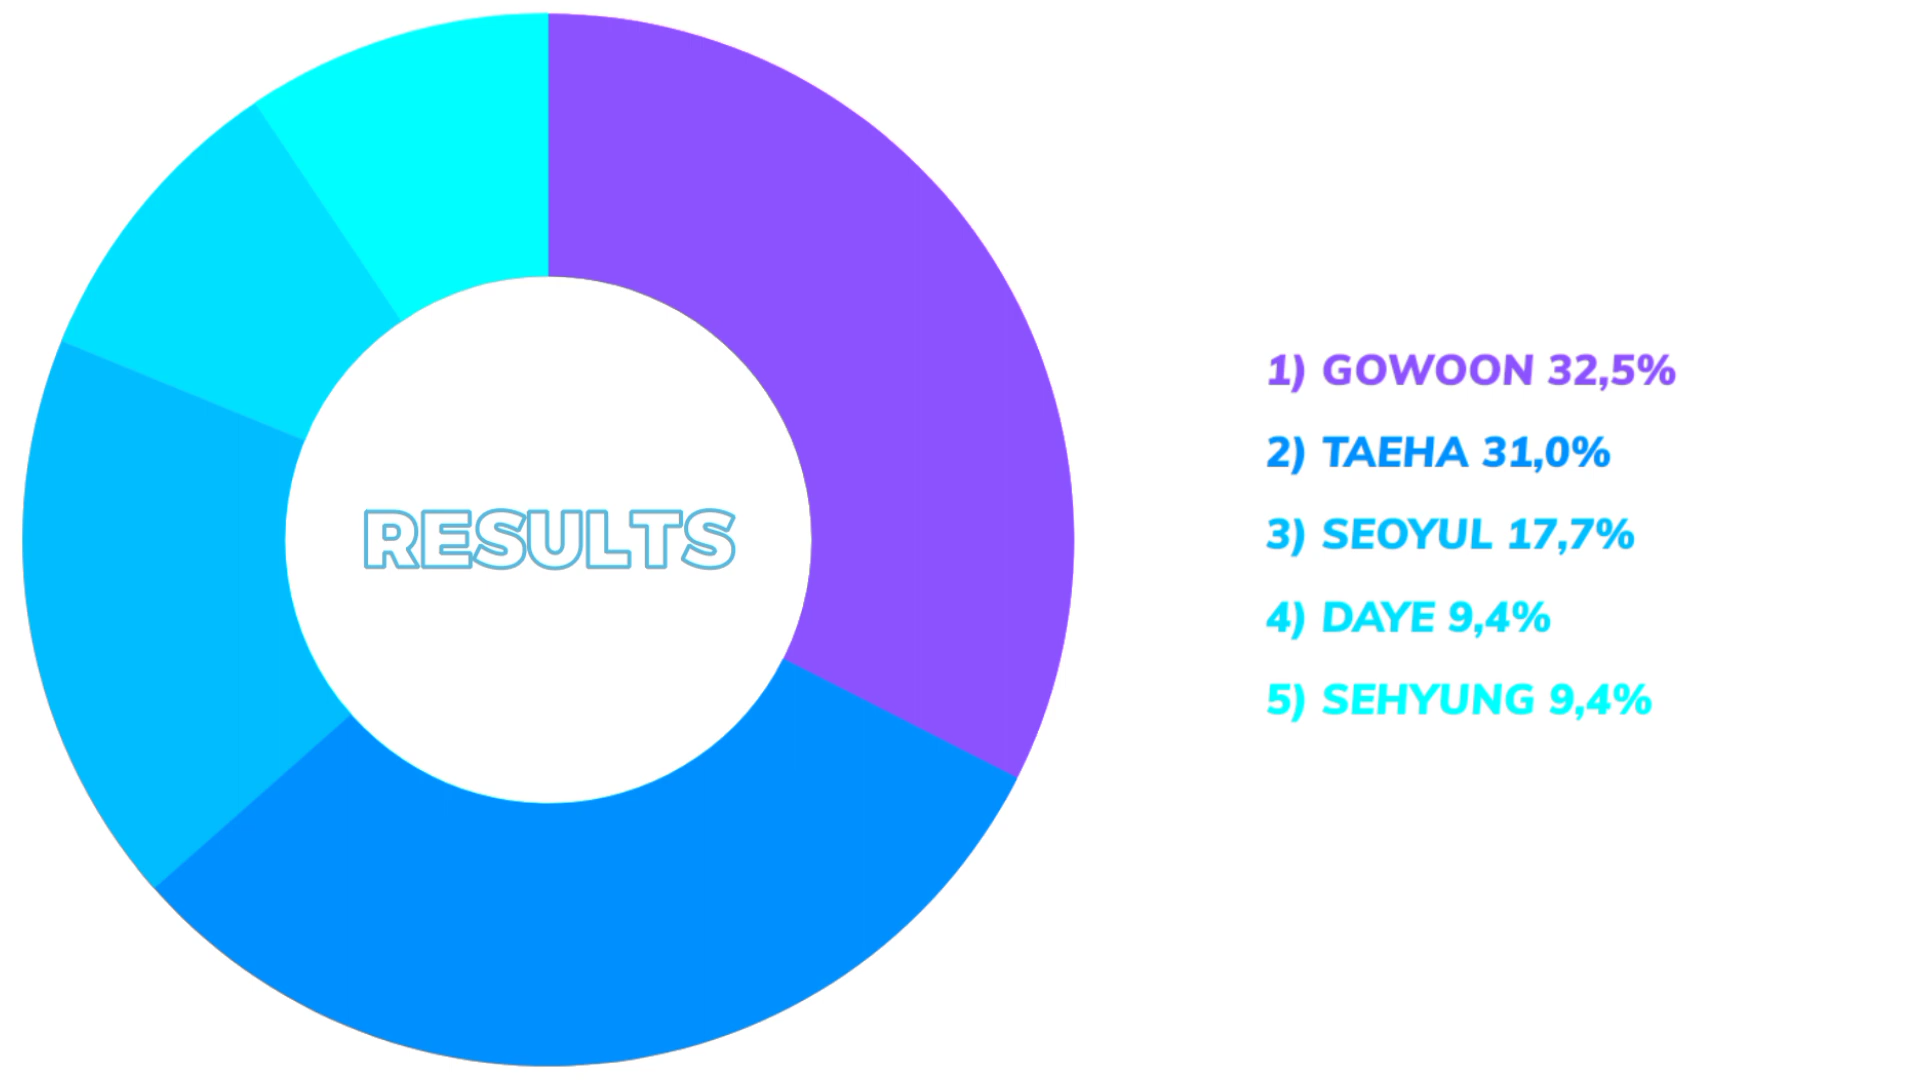 RESULTS
1) GOWOON 32,5%
2) TAEHA 31,0%
3) SEOYUL 17,7%
4) DAYE 9,4%
5) SEHYUNG 9,4%